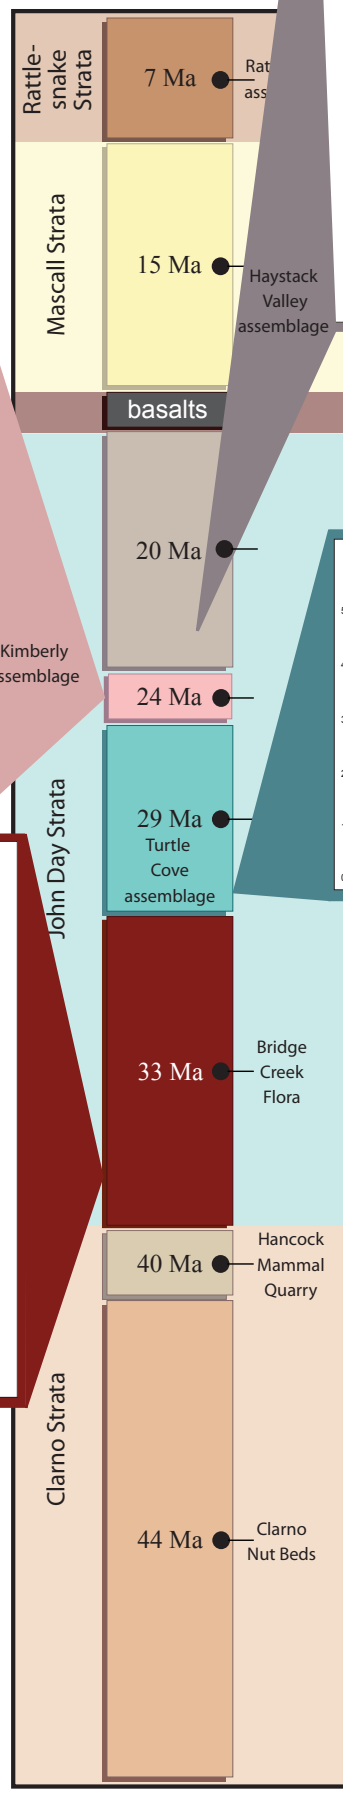 Rattle-
snake
Strata
7 Ma
Mascall Strata
15 Ma
Haystack
Valley
assemblage
basalts
20 Ma
Kimberly
24 Ma
John Day Strata
29 Ma
Turtle
Cove
assemblage
33 Ma
Bridge
Creek
Flora
40 Ma
Hancock
Mammal
Quarry
Clarno Strata
44 Ma
Clarno
Nut Beds